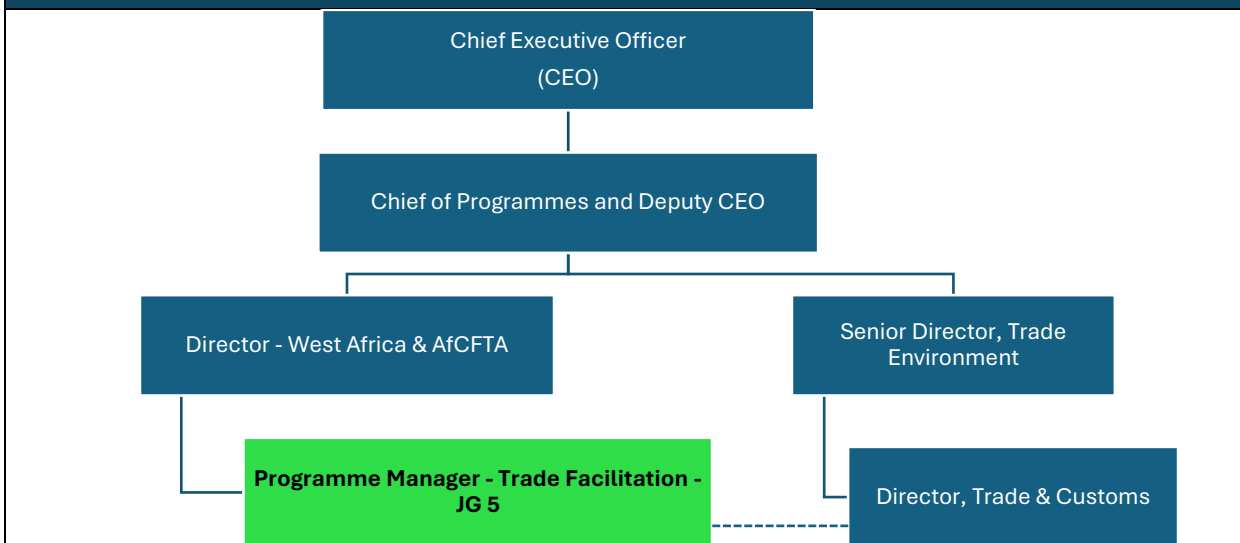 Chief Executive Officer
(CEO)
Chief of Programmes and Deputy CEO
Director - West Africa & AfCFTA
Senior Director, Trade
Environment
Programme Manager - Trade Facilitation -
JG 5
Director, Trade & Customs